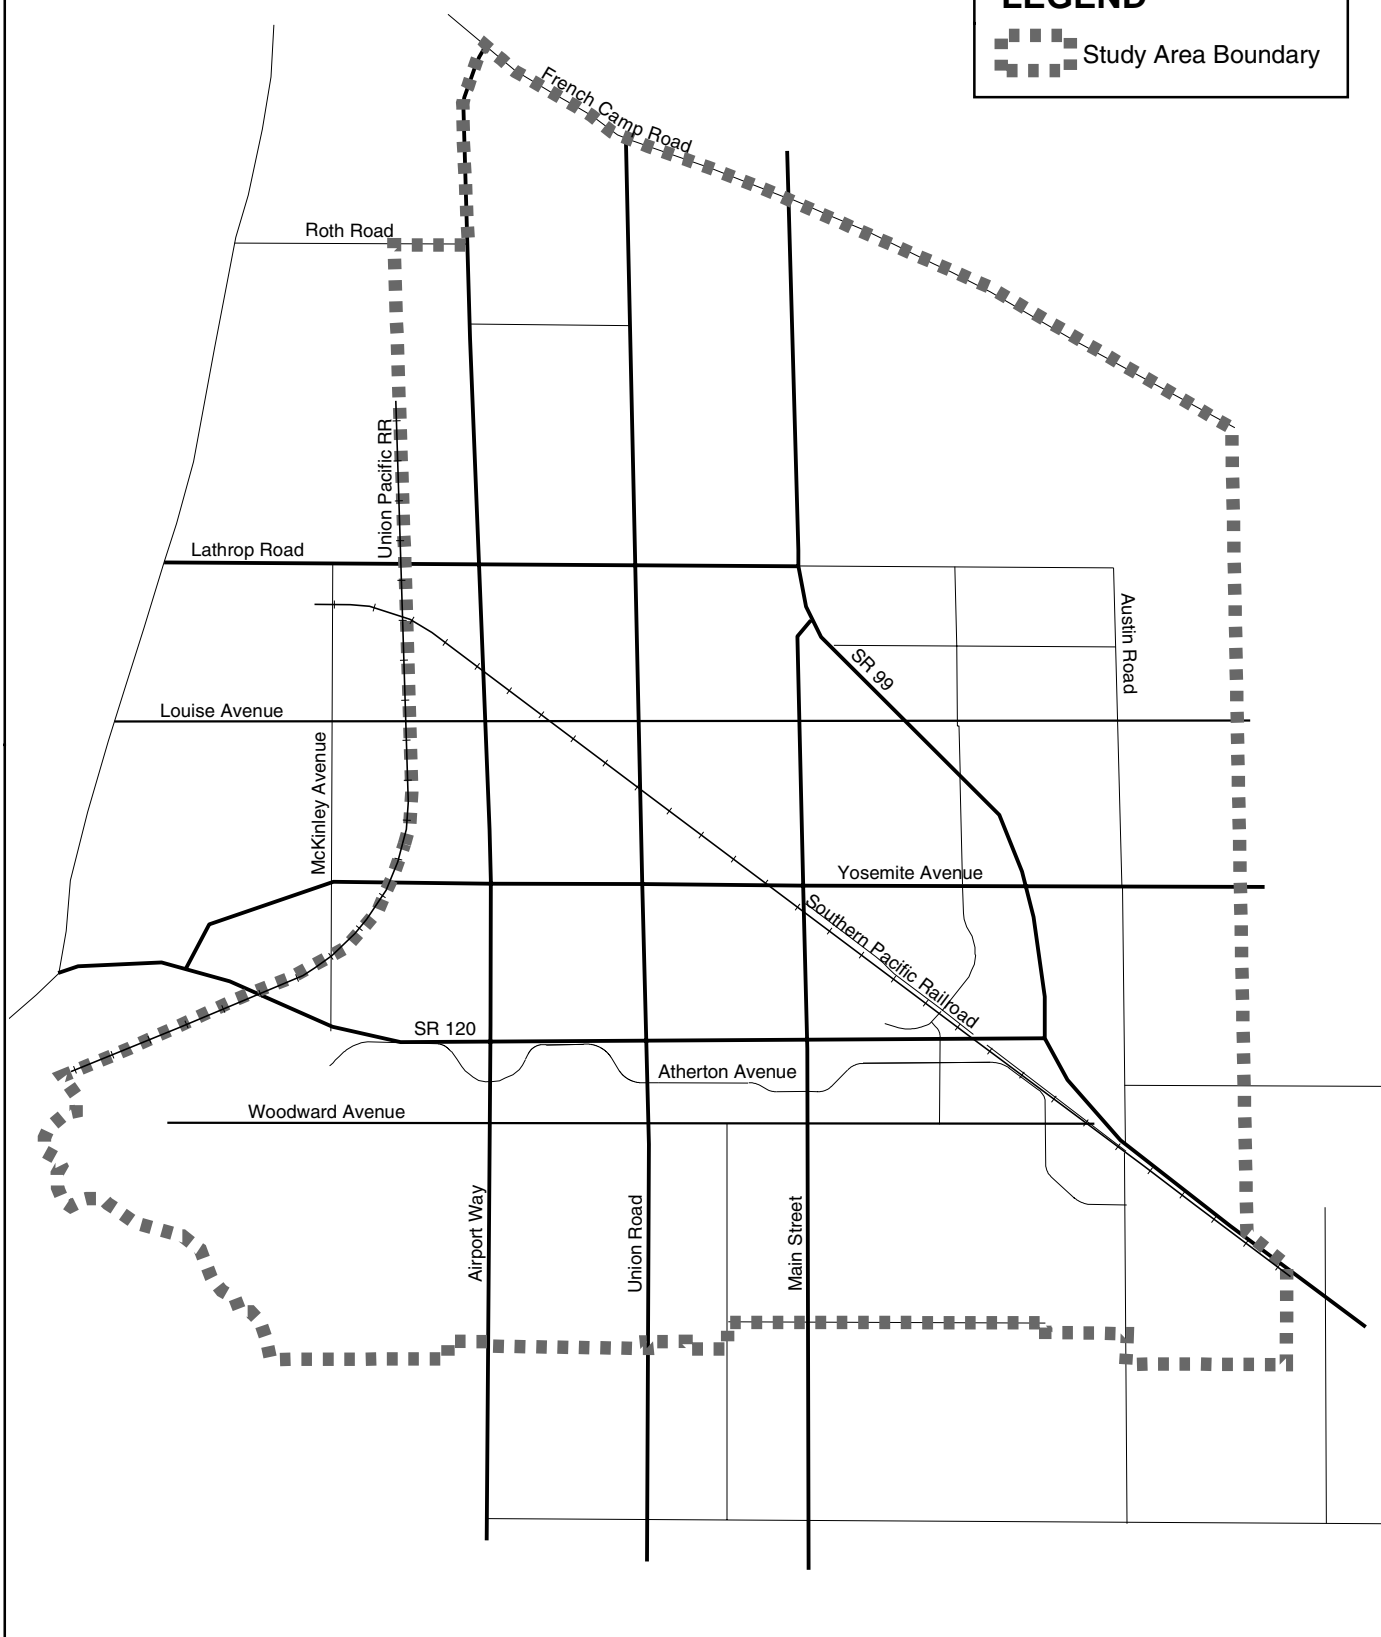 LEGEND
Study Area Boundary
French Camp Road
Roth Road
Union Pacific RR
Lathrop Road
Austin Road
SR 99
Louise Avenue
McKinley Avenue
Yosemite Avenue
Southern Pacific Railroad
SR 120
Atherton Avenue
Woodward Avenue
Airport Way
Union Road
Main Street